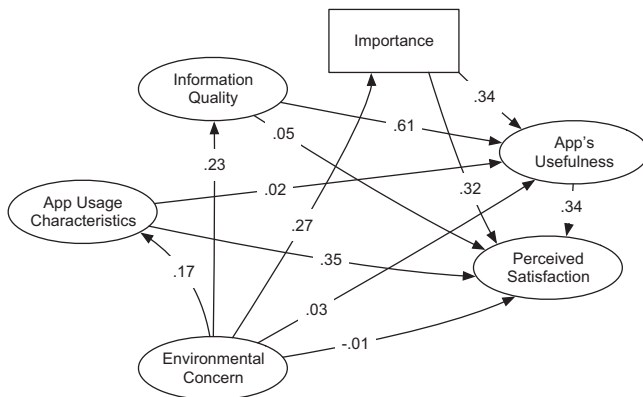 Importance
Information
Quality
.34
.05
.61
App's
Usefulness
.23
.02
App Usage
Characteristics
.32
.34
.27
.35
Perceived
Satisfaction
.17
.03
-.01
Environmental
Concern